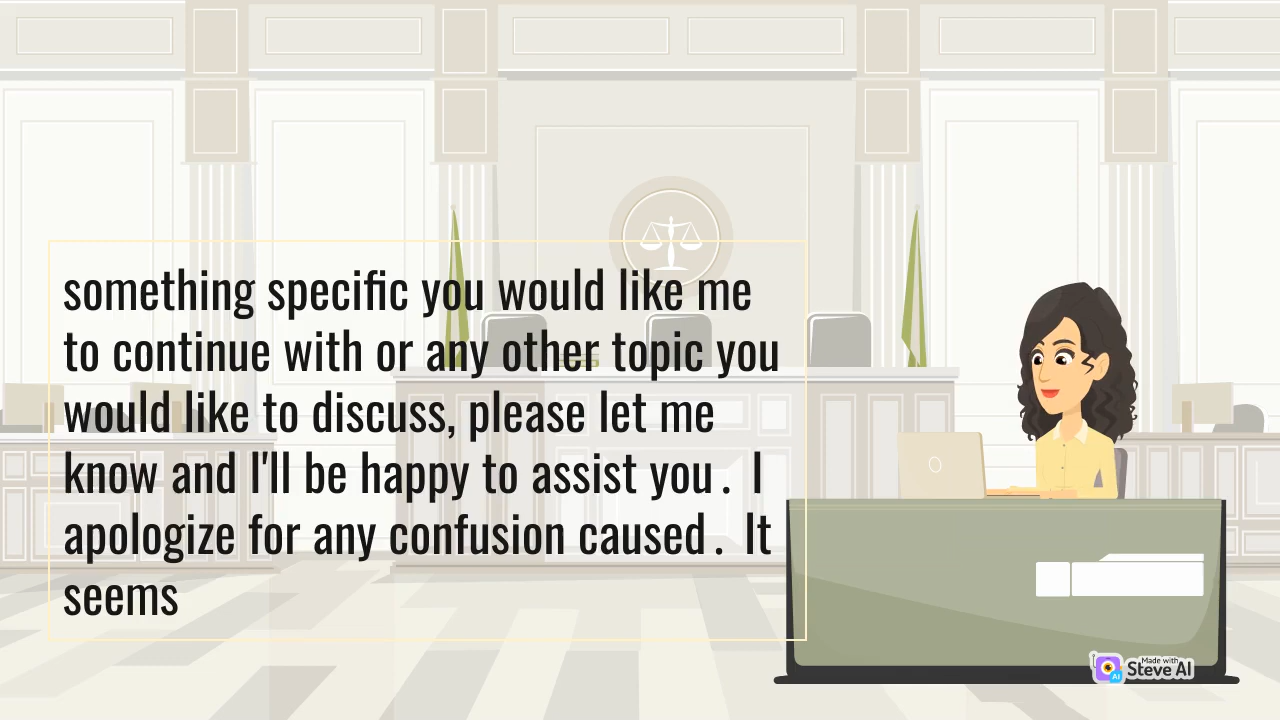 something specific you would like me
to continue with or any other topic you
would like to discuss, please let me
know and I'll be happy to assist you . I
apologize for any confusion caused . It
seems
Made with
Steve AI
AI